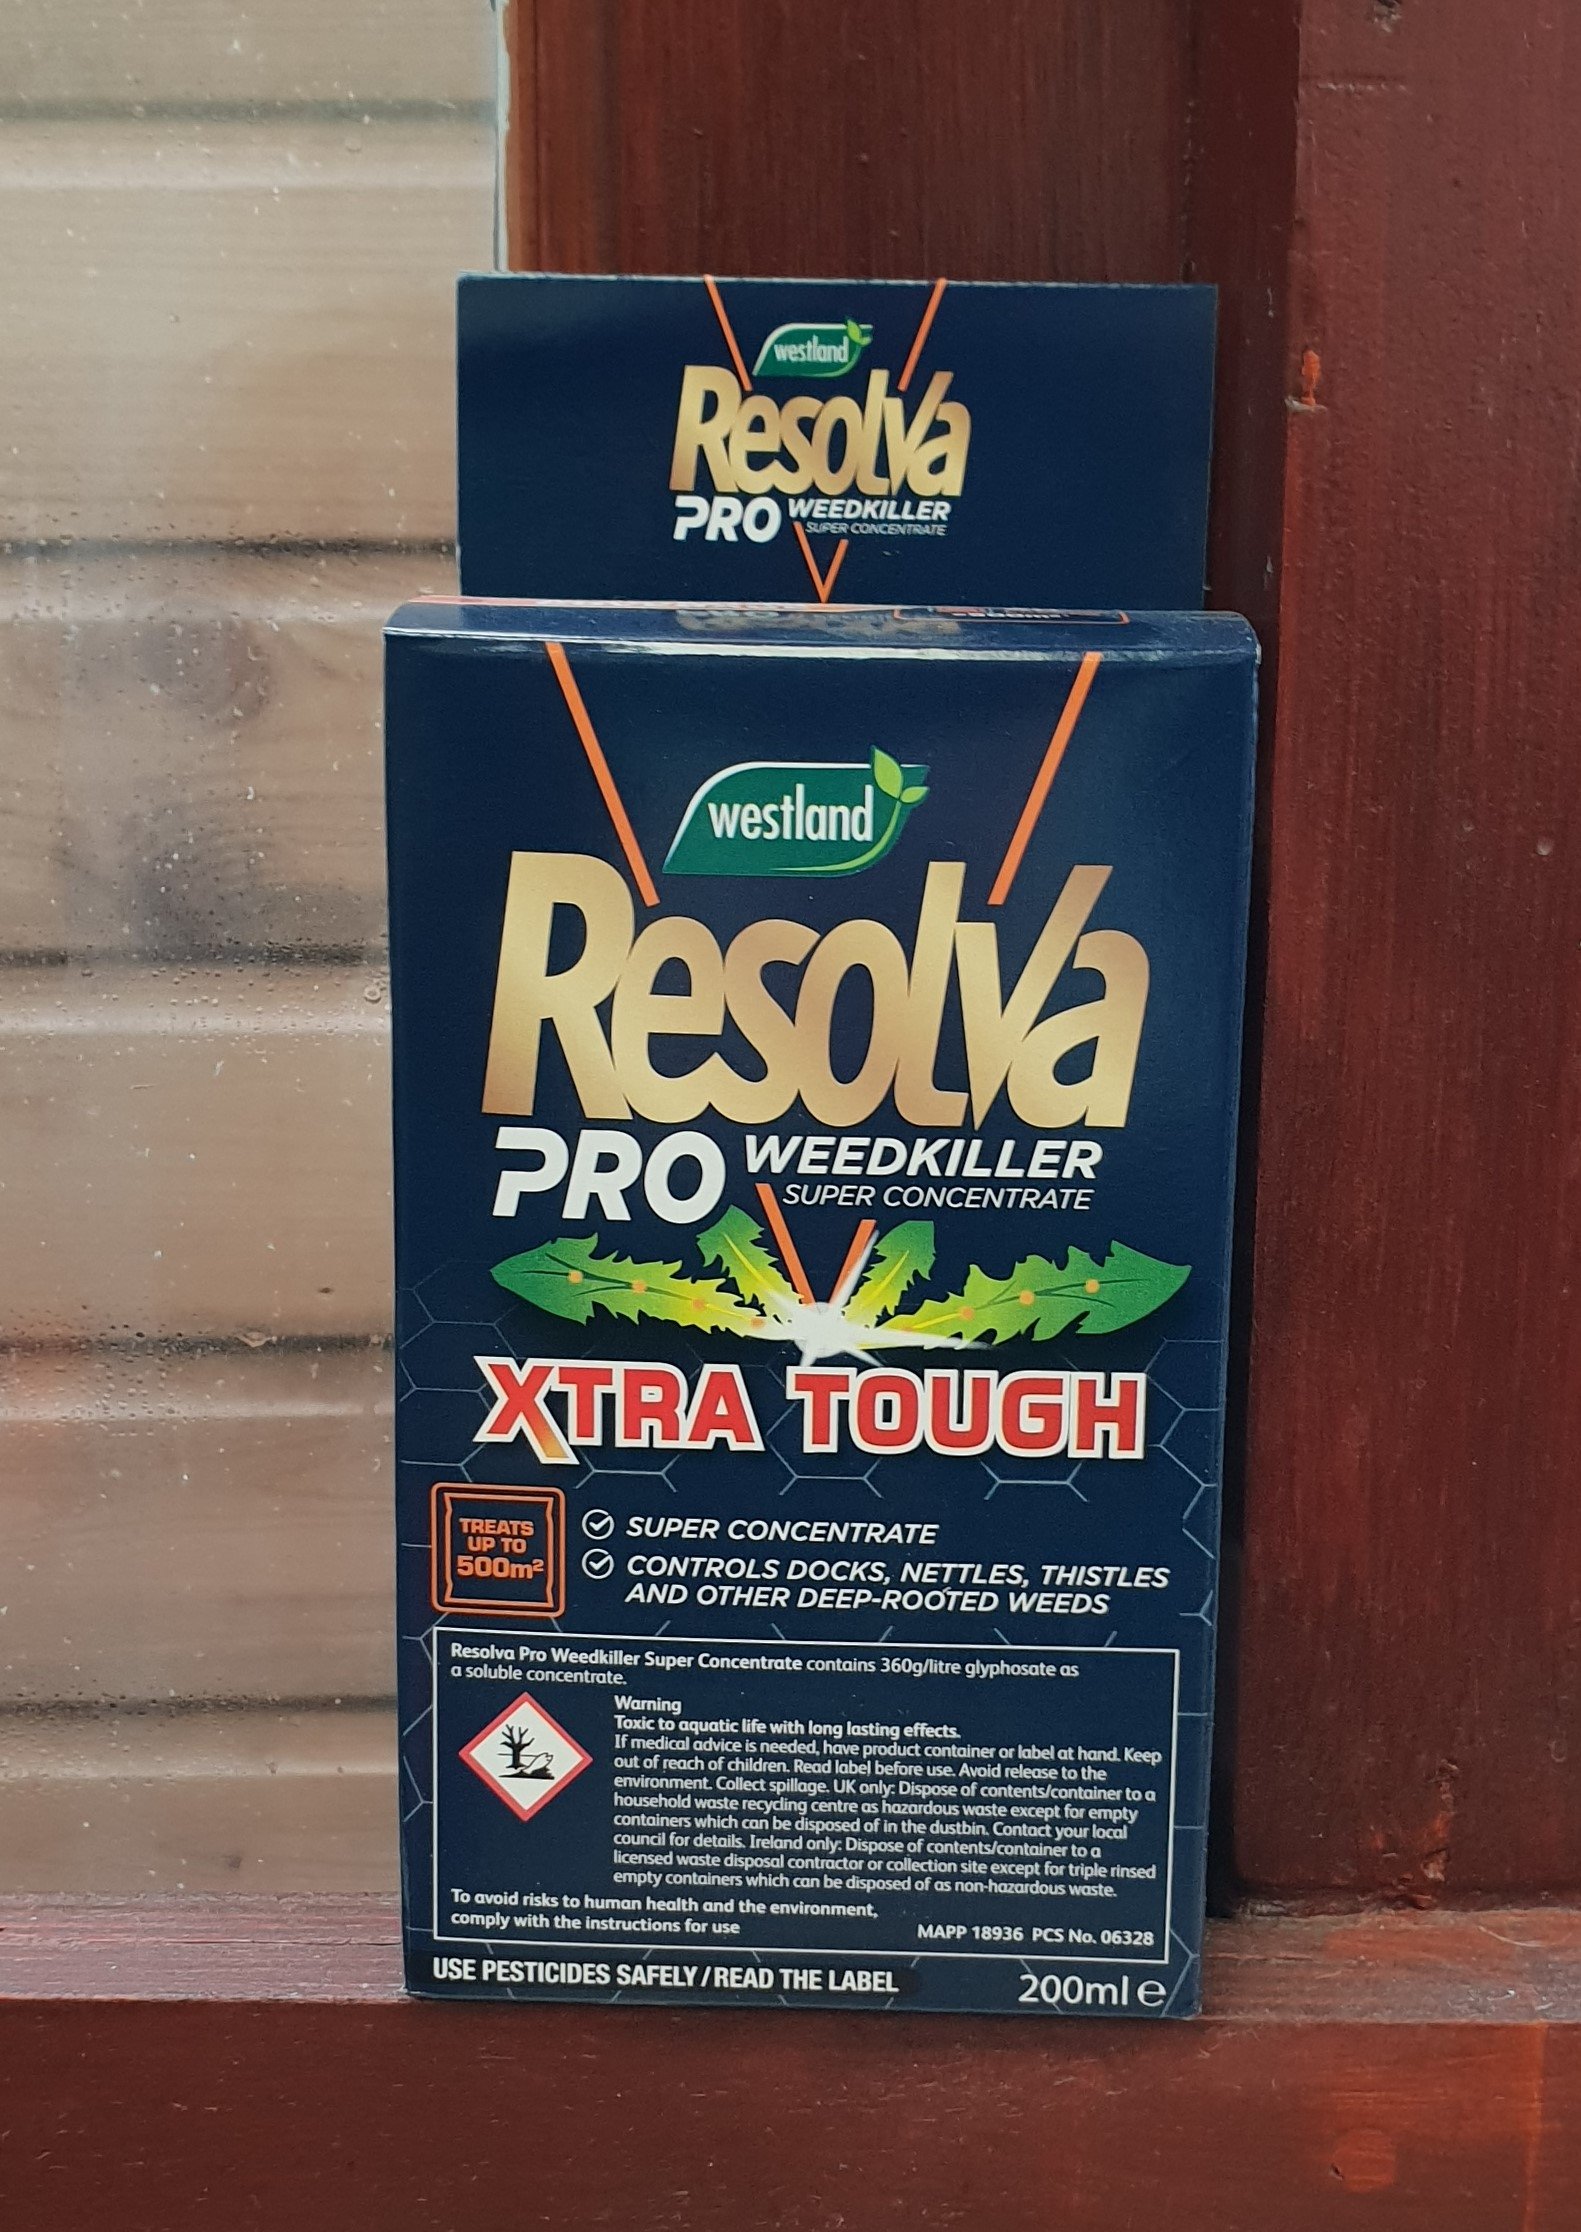 westland
Resolva
PRO WEEDKILLER
SUPER CONCENTRATE
westland
Resolva
PRO WEEDKILLER
SUPER CONCENTRATE
XTRA TOUGH
TREATS
UP TO
500m²
SUPER CONCENTRATE
CONTROLS DOCKS, NETTLES, THISTLES
AND OTHER DEEP-ROOTED WEEDS
Resolva Pro Weedkiller Super Concentrate contains 360g/litre glyphosate as
a soluble concentrate.
Warning
Toxic to aquatic life with long lasting effects.
If medical advice is needed, have product container or label at hand. Keep
out of reach of children. Read label before use. Avoid release to the
environment. Collect spillage. UK only: Dispose of contents/container to a
household waste recycling centre as hazardous waste except for empty
containers which can be disposed of in the dustbin. Contact your local
council for details. Ireland only: Dispose of contents/container to a
licensed waste disposal contractor or collection site except for triple rinsed
empty containers which can be disposed of as non-hazardous waste.
To avoid risks to human health and the environment,
comply with the instructions for use
MAPP 18936 PCS No. 06328
USE PESTICIDES SAFELY/READ THE LABEL
200ml e